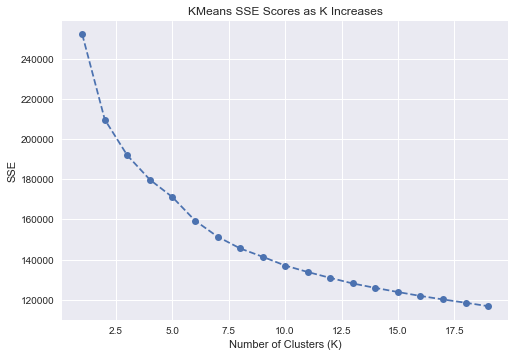 KMeans SSE Scores as K Increases
SSE
240000
220000
200000
180000
160000
140000
120000
2.5 5.0 7.5 10.0 12.5 15.0 17.5
Number of Clusters (K)